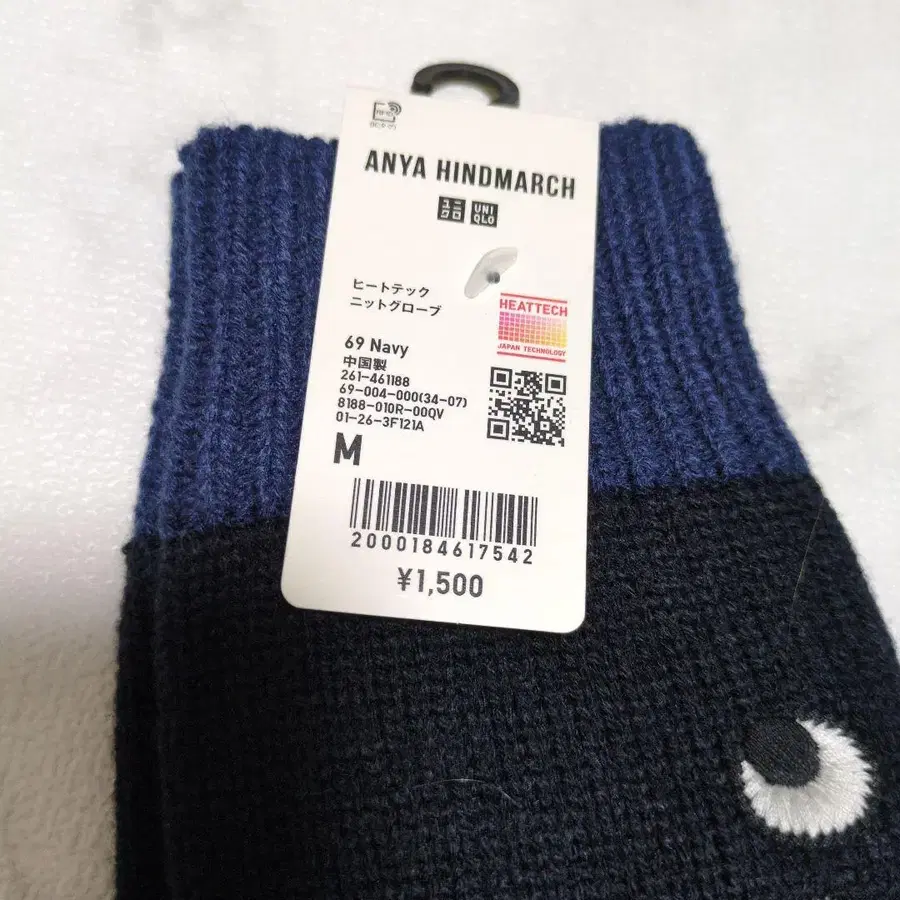 RFID
ANYA HINDMARCH
ユニクロ UNIQLO
ヒートテック
ニットグローブ
HEATTECH
JAPAN TECHNOLOGY
69 Navy
中国製
261-461188
69-004-000(34-07)
8188-010R-00QV
01-26-3F121A
M
2000184617542
¥1,500